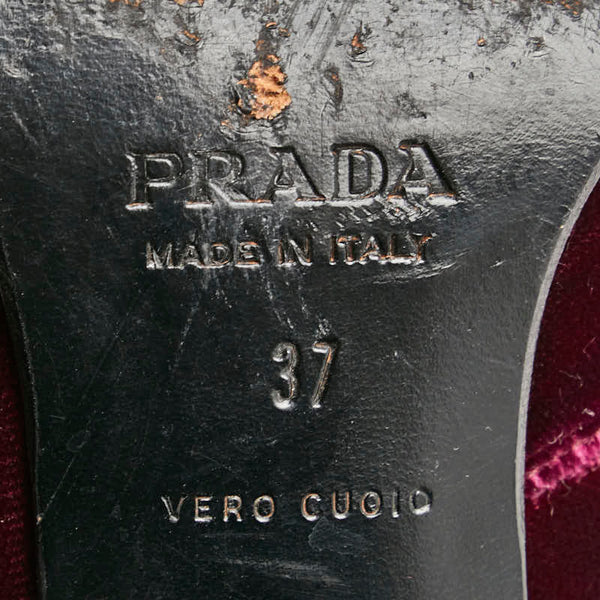 PRADA
MADE IN ITALY
37
VERO CUOIO